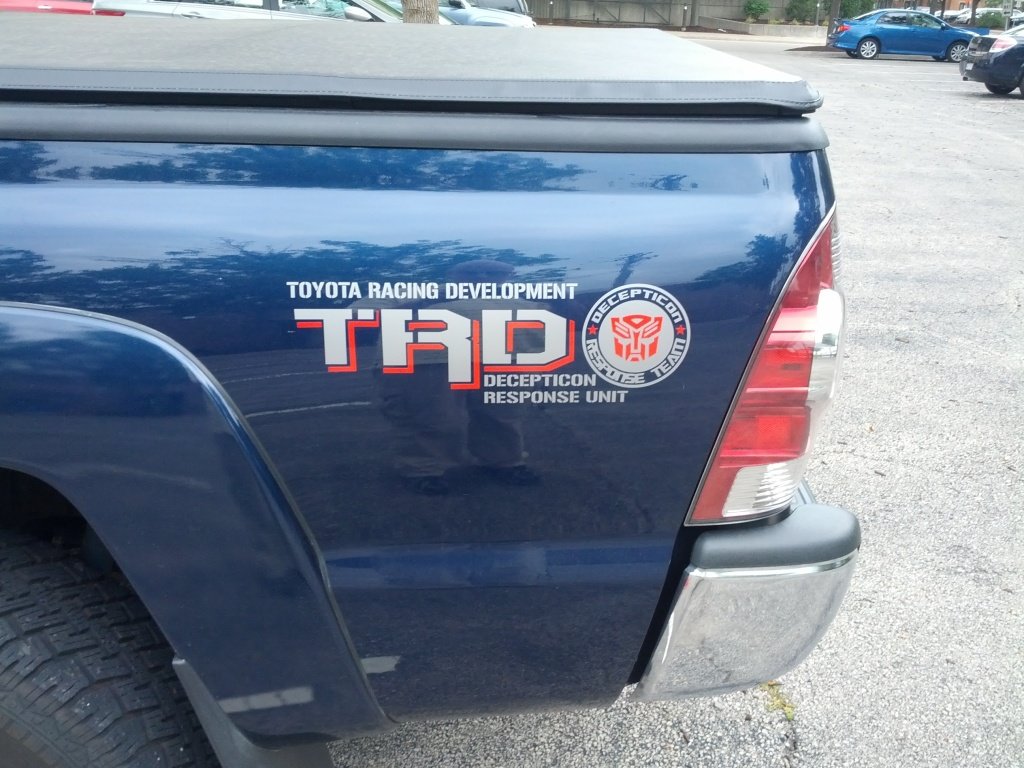 TOYOTA RACING DEVELOPMENT
TRD
DECEPTICON
RESPONSE TEAM
DECEPTICON
RESPONSE UNIT